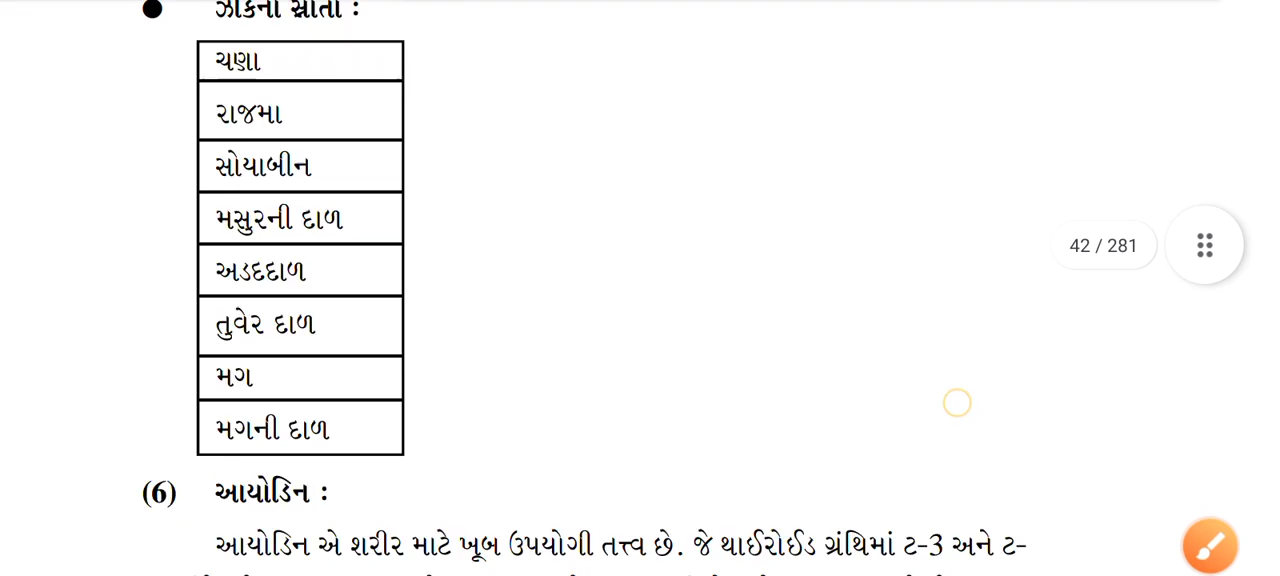 ● ઝીંકના સ્રોતો :
ચણા
રાજમા
સોયાબીન
મસુરની દાળ
અડદદાળ
તુવેર દાળ
મગ
મગની દાળ
42 / 281
(6) આયોડિન :
આયોડિન એ શરીર માટે ખૂબ ઉપયોગી તત્ત્વ છે. જે થાઈરોઈડ ગ્રંથિમાં ટ-3 અને ટ-